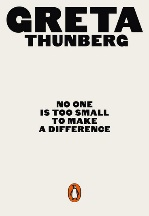 GRETA
THUNBERG
NO ONE
IS TOO SMALL
TO MAKE
A DIFFERENCE